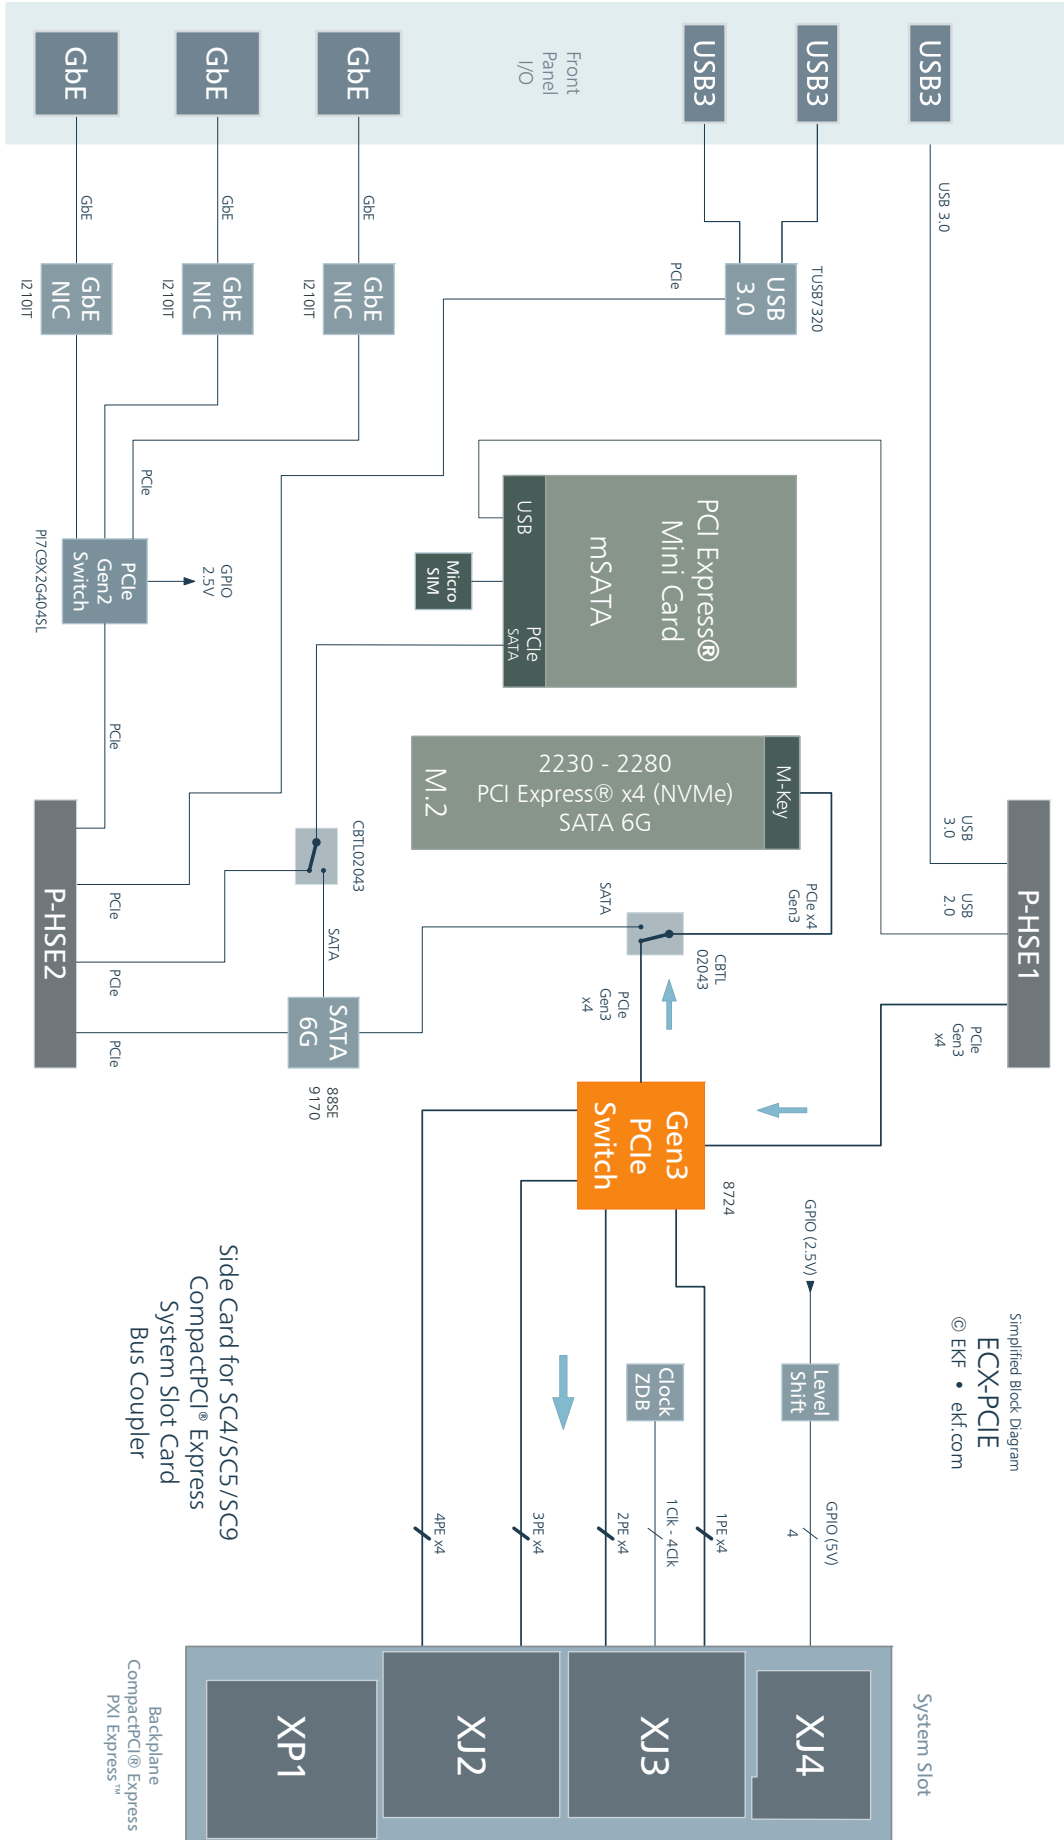 Simplified Block Diagram
ECX-PCIE
© EKF • ekf.com
System Slot
USB3
USB 3.0
USB
3.0
USB
2.0
P-HSE1
PCIe
Gen3
x4
USB3
USB3
TUSB7320
USB
3.0
PCIe
Front
Panel
I/O
PCI Express®
Mini Card
mSATA
USB
PCIe
SATA
Micro
SIM
M-Key
2230 - 2280
PCI Express® x4 (NVMe)
SATA 6G
M.2
PCIe x4
Gen3
CBTL
02043
SATA
PCIe
Gen3
x4
8724
Gen3
PCIe
Switch
GPIO (2.5V)
Level
Shift
GPIO (5V)
4
Clock
ZDB
1PE x4
1Clk - 4Clk
2PE x4
3PE x4
4PE x4
XJ4
XJ3
XJ2
XP1
GbE
GbE
GbE
NIC
I210IT
GbE
GbE
GbE
NIC
I210IT
GbE
GbE
GbE
NIC
I210IT
PCIe
GPIO
2.5V
PCIe
Gen2
Switch
PI7C9X2G404SL
PCIe
CBTL02043
SATA
SATA
6G
88SE
9170
PCIe
PCIe
PCIe
P-HSE2
Side Card for SC4/SC5/SC9
CompactPCI® Express
System Slot Card
Bus Coupler
Backplane
CompactPCI® Express
PXI Express™